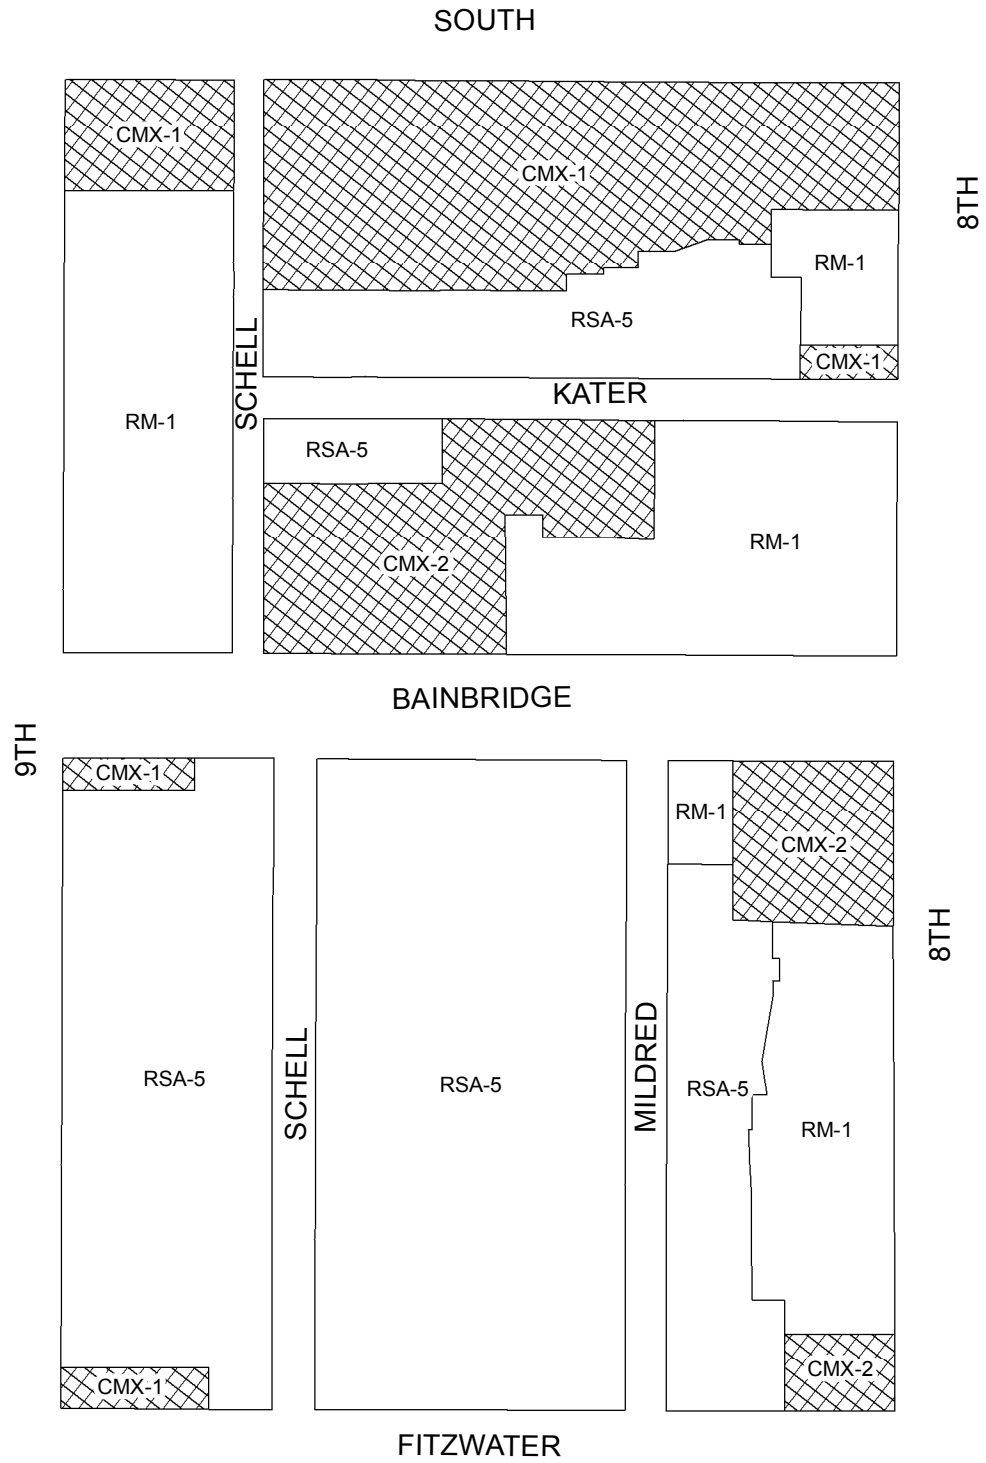 SOUTH
CMX-1
CMX-1
8TH
RM-1
RSA-5
SCHELL
CMX-1
KATER
RM-1
RSA-5
RM-1
CMX-2
BAINBRIDGE
9TH
CMX-1
RM-1
CMX-2
8TH
RSA-5
SCHELL
RSA-5
MILDRED
RSA-5
RM-1
CMX-1
CMX-2
FITZWATER